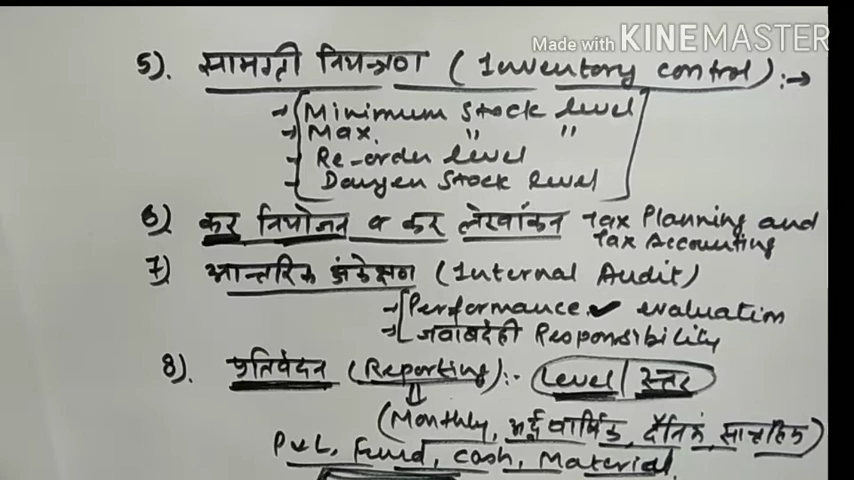 Made with KINEMASTER
5). सामग्री नियन्त्रण (Inventory control) :→
→ Minimum stock level
→ Max. " "
→ Re-order level
→ Danger stock level
6) कर नियोजन व कर लेखांकन Tax Planning and
Tax Accounting
7) आन्तरिक अंकेक्षण (Internal Audit)
→ Performance ✓ evaluation
→ जवाबदेही Responsibility
8). प्रतिवेदन (Reporting) :- Level / स्तर
⇓
(Monthly, अर्द्धवार्षिक, दैनिक, साप्ताहिक)
P&L, Fund, cash, Material